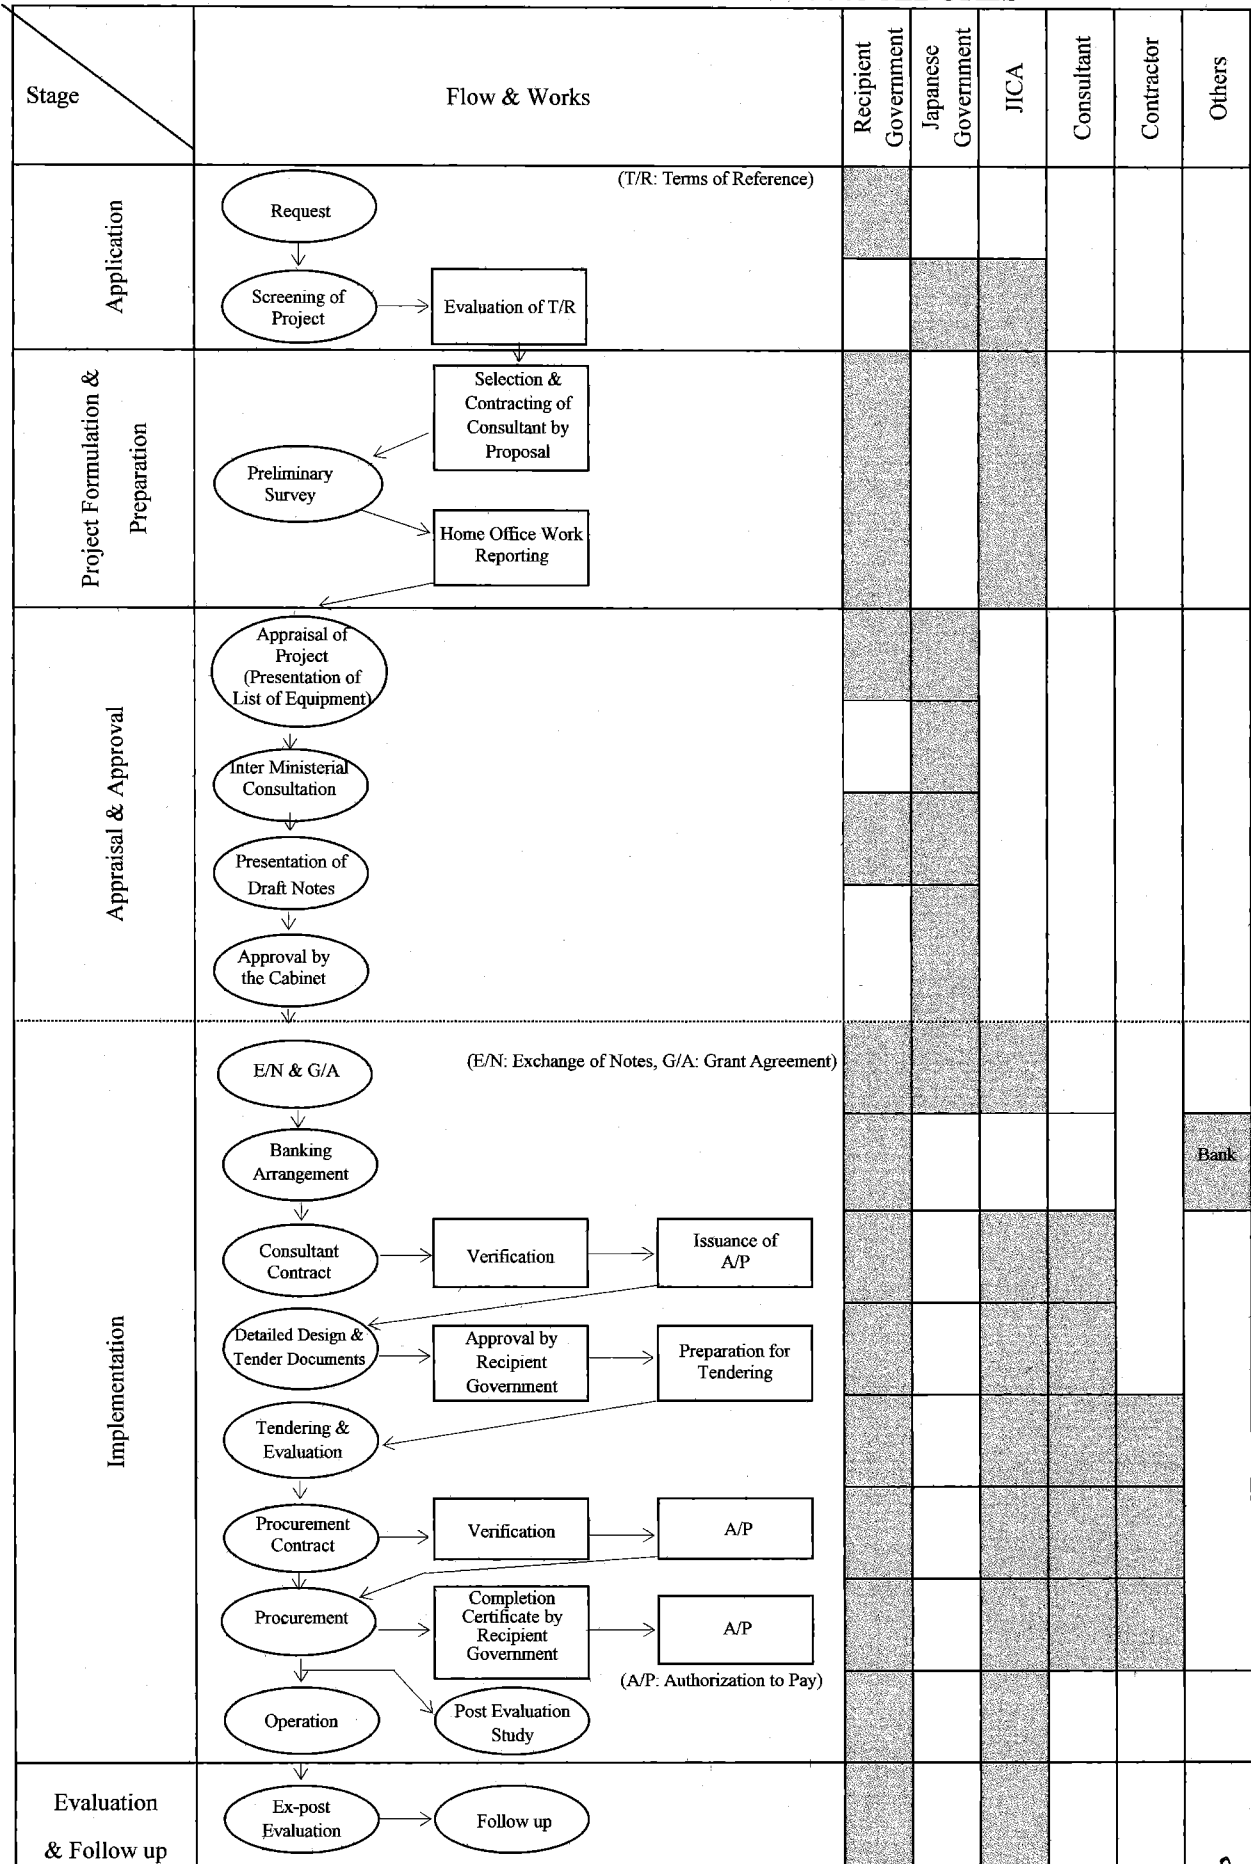 Stage
Flow & Works
Recipient
Government
Japanese
Government
JICA
Consultant
Contractor
Others
Application
(T/R: Terms of Reference)
Request
Screening of
Project
Evaluation of T/R
Project Formulation &
Preparation
Selection &
Contracting of
Consultant by
Proposal
Preliminary
Survey
Home Office Work
Reporting
Appraisal & Approval
Appraisal of
Project
(Presentation of
List of Equipment)
Inter Ministerial
Consultation
Presentation of
Draft Notes
Approval by
the Cabinet
Implementation
E/N & G/A
(E/N: Exchange of Notes, G/A: Grant Agreement)
Banking
Arrangement
Bank
Consultant
Contract
Verification
Issuance of
A/P
Detailed Design &
Tender Documents
Approval by
Recipient
Government
Preparation for
Tendering
Tendering &
Evaluation
Procurement
Contract
Verification
A/P
Procurement
Completion
Certificate by
Recipient
Government
A/P
(A/P: Authorization to Pay)
Operation
Post Evaluation
Study
Evaluation
& Follow up
Ex-post
Evaluation
Follow up